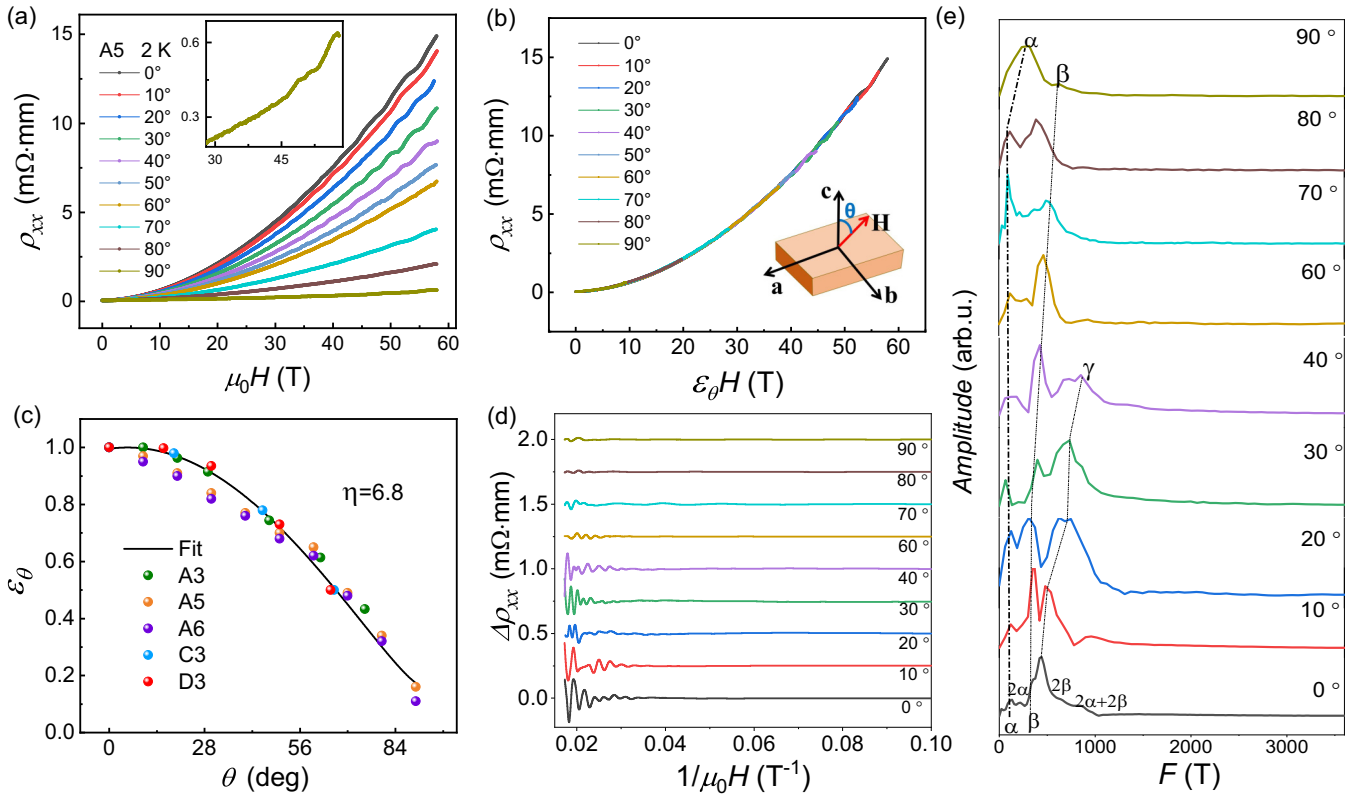 (a)
A5 2 K
0°
10°
20°
30°
40°
50°
60°
70°
80°
90°
0.6
0.3
30
45
15
10
5
0
ρxx (mΩ·mm)
0 10 20 30 40 50 60
μ0H (T)
(b)
0°
10°
20°
30°
40°
50°
60°
70°
80°
90°
15
10
5
0
ρxx (mΩ·mm)
c
θ
H
a
b
0 10 20 30 40 50 60
εθH (T)
(c)
1.0
0.8
0.6
0.4
0.2
0.0
εθ
η=6.8
Fit
A3
A5
A6
C3
D3
0 28 56 84
θ (deg)
(d)
2.0
1.5
1.0
0.5
0.0
Δρxx (mΩ·mm)
90 °
80 °
70 °
60 °
40 °
30 °
20 °
10 °
0 °
0.02 0.04 0.06 0.08 0.10
1/μ0H (T-1)
(e)
Amplitude (arb.u.)
α
β
90 °
80 °
70 °
60 °
γ
40 °
30 °
20 °
10 °
0 °
2α
2β
2α+2β
α
β
0 1000 2000 3000
F (T)